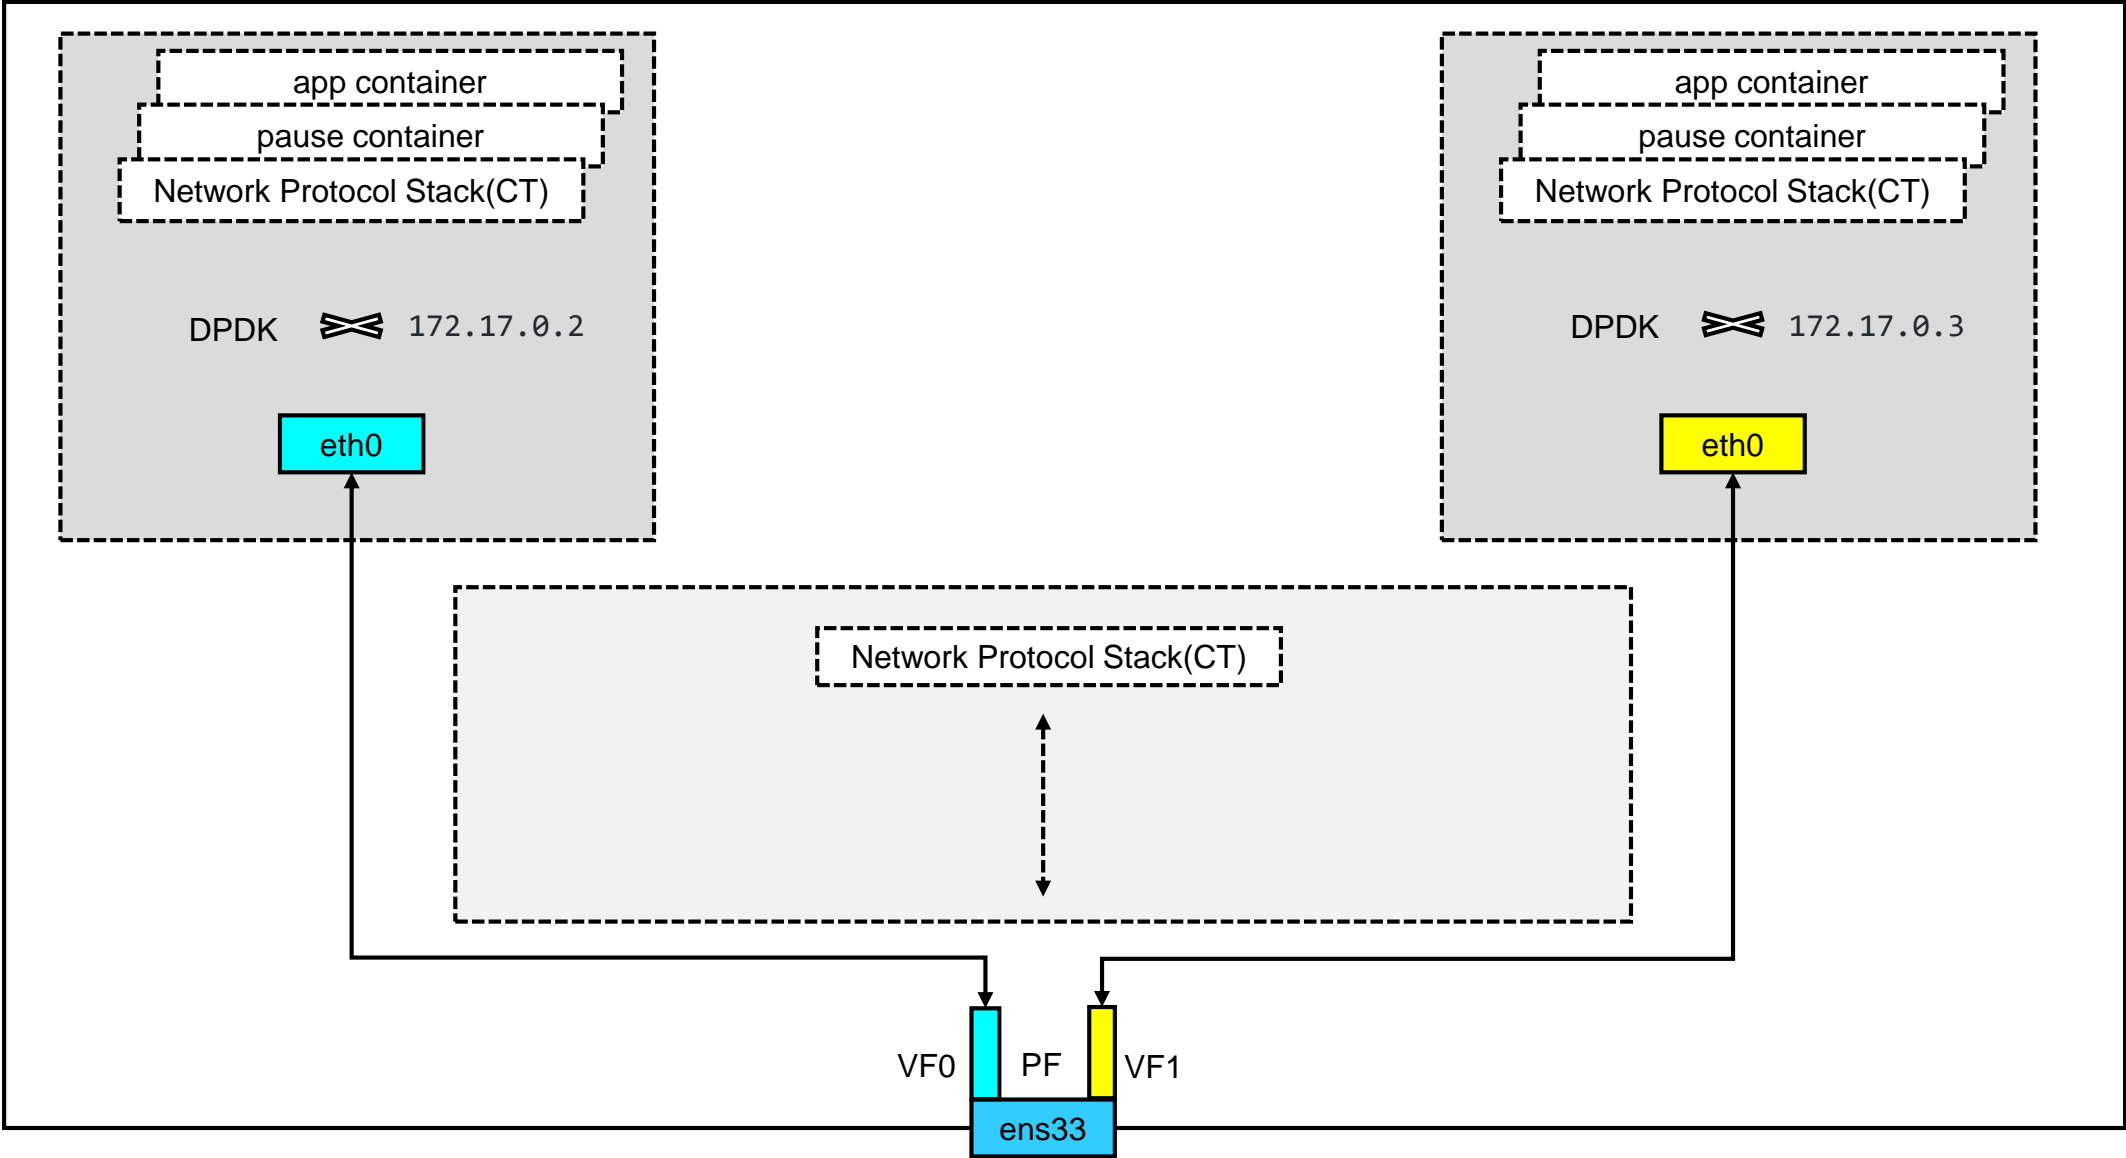 app container
pause container
Network Protocol Stack(CT)
DPDK 172.17.0.2
eth0
app container
pause container
Network Protocol Stack(CT)
DPDK 172.17.0.3
eth0
Network Protocol Stack(CT)
VF0 PF VF1
ens33